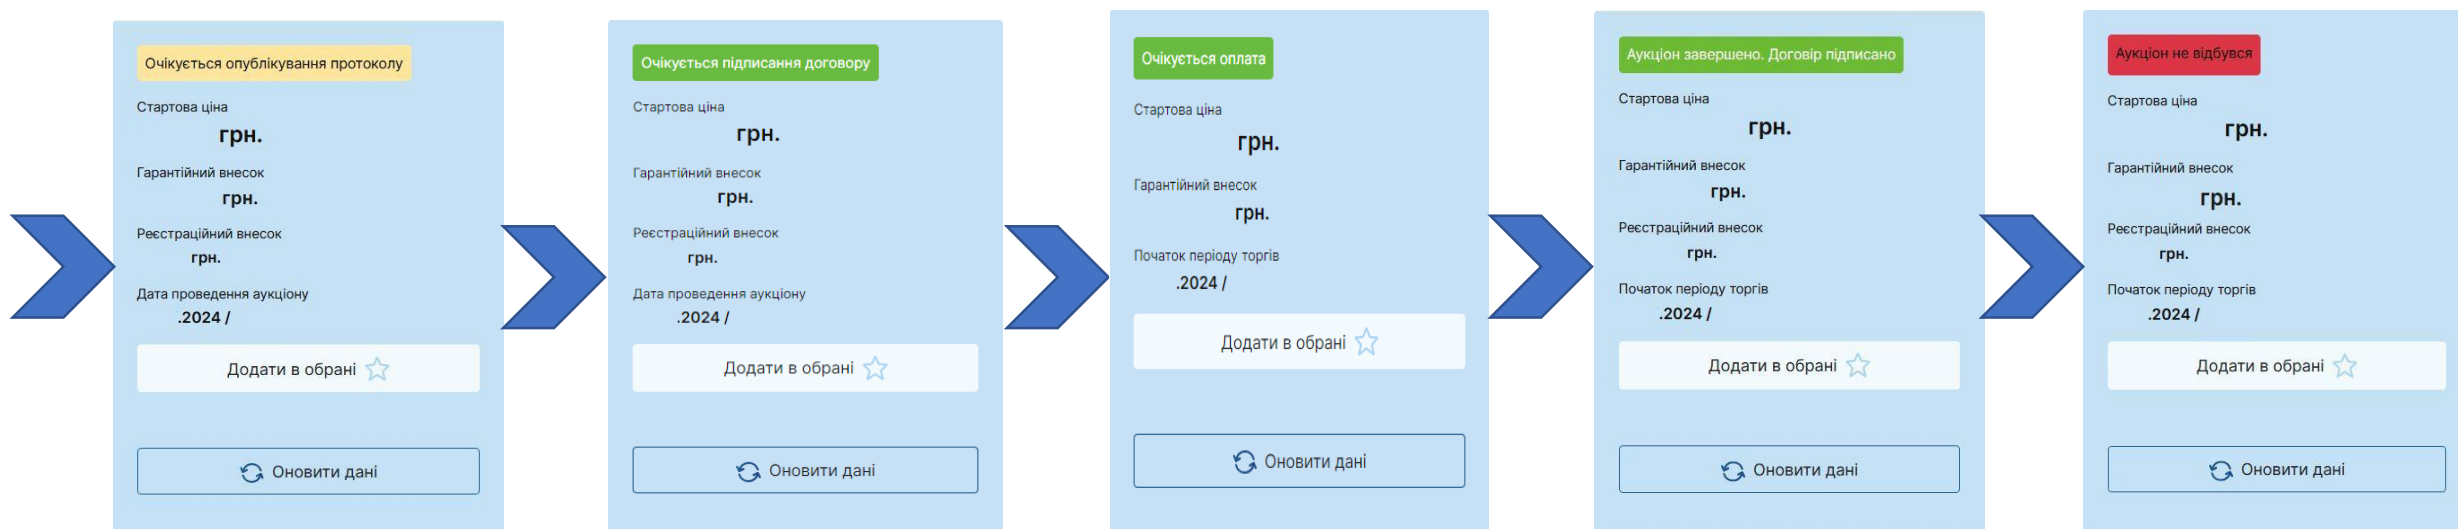 Очікується опублікування протоколу
Стартова ціна
грн.
Гарантійний внесок
грн.
Реєстраційний внесок
грн.
Дата проведення аукціону
.2024 /
Додати в обрані
Оновити дані
Очікується підписання договору
Стартова ціна
грн.
Гарантійний внесок
грн.
Реєстраційний внесок
грн.
Дата проведення аукціону
.2024 /
Додати в обрані
Оновити дані
Очікується оплата
Стартова ціна
грн.
Гарантійний внесок
грн.
Початок періоду торгів
.2024 /
Додати в обрані
Оновити дані
Аукціон завершено. Договір підписано
Стартова ціна
грн.
Гарантійний внесок
грн.
Реєстраційний внесок
грн.
Початок періоду торгів
.2024 /
Додати в обрані
Оновити дані
Аукціон не відбувся
Стартова ціна
грн.
Гарантійний внесок
грн.
Реєстраційний внесок
грн.
Початок періоду торгів
.2024 /
Додати в обрані
Оновити дані